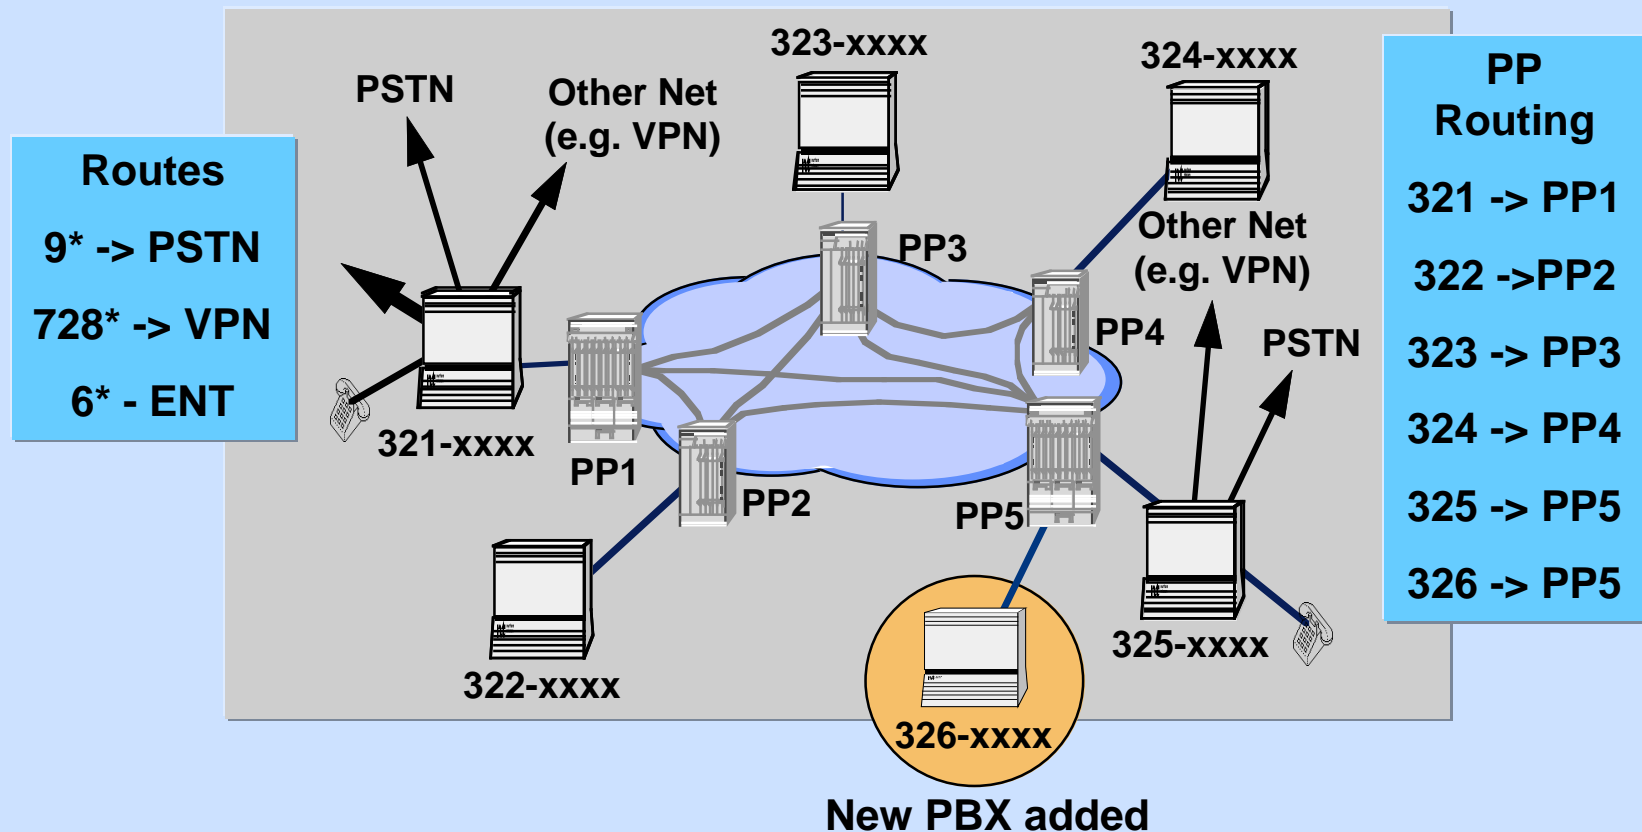 323-xxxx
324-xxxx
PSTN
Other Net
(e.g. VPN)
PP
Routing
321 -> PP1
322 ->PP2
323 -> PP3
324 -> PP4
325 -> PP5
326 -> PP5
Routes
9* -> PSTN
728* -> VPN
6* - ENT
Other Net
(e.g. VPN)
PP3
PP4
PSTN
321-xxxx
PP1
PP2
PP5
322-xxxx
325-xxxx
326-xxxx
New PBX added